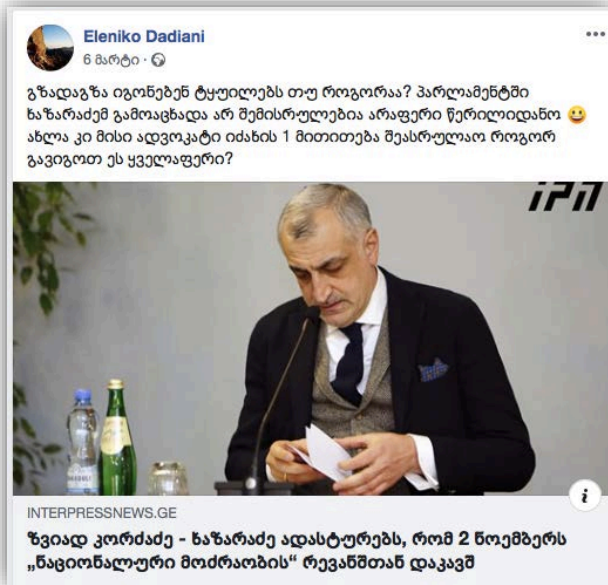 Eleniko Dadiani
6 მარტი ·
გზადაგზა იგონებენ ტყუილებს თუ როგორაა? პარლამენტში
ხაზარაძემ გამოაცხადა არ შემისრულებია არაფერი წერილიდანო 😀
ახლა კი მისი ადვოკატი იძახის 1 მითითება შეასრულაო როგორ
გავიგოთ ეს ყველაფერი?
IPN
INTERPRESSNEWS.GE
ზვიად კორძაძე - ხაზარაძე ადასტურებს, რომ 2 ნოემბერს
„ნაციონალური მოძრაობის“ რევანშთან დაკავშ